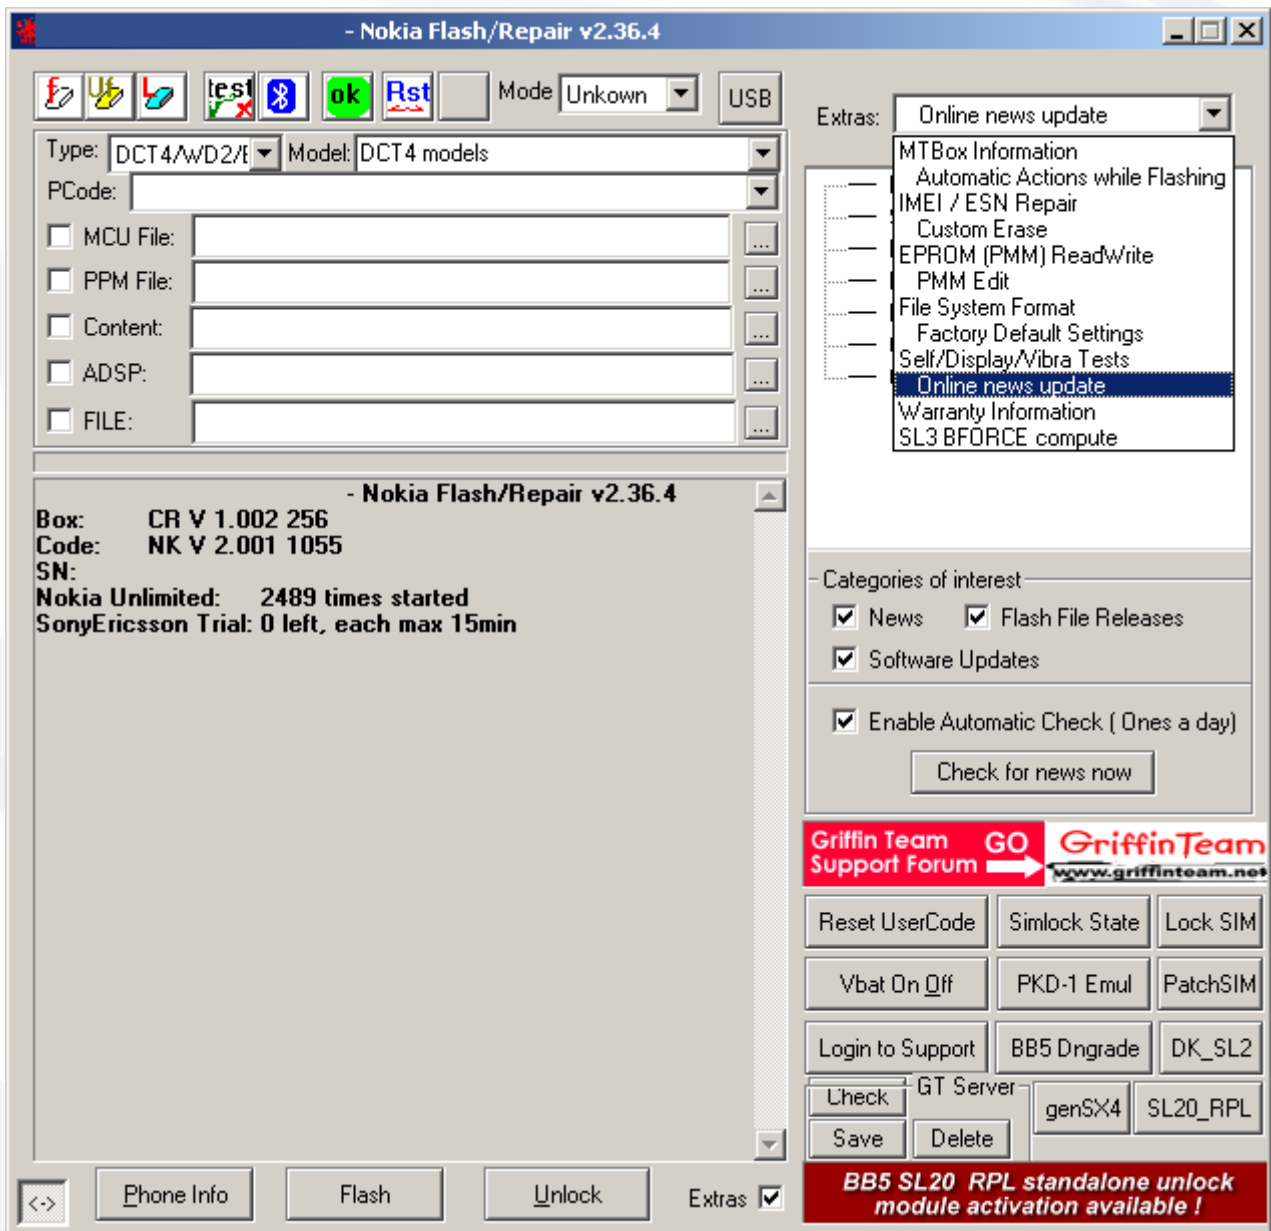 - Nokia Flash/Repair v2.36.4
test
ok
Rst
Mode
Unkown
USB
Extras:
Online news update
Type:
DCT4/WD2/
Model:
DCT4 models
PCode:
MCU File:
...
PPM File:
...
Content:
...
ADSP:
...
FILE:
...
MTBox Information
Automatic Actions while Flashing
IMEI / ESN Repair
Custom Erase
EPROM (PMM) ReadWrite
PMM Edit
File System Format
Factory Default Settings
Self/Display/Vibra Tests
Online news update
Warranty Information
SL3 BFORCE compute
- Nokia Flash/Repair v2.36.4
Box: CR V 1.002 256
Code: NK V 2.001 1055
SN:
Nokia Unlimited: 2489 times started
SonyEricsson Trial: 0 left, each max 15min
Categories of interest
News
Flash File Releases
Software Updates
Enable Automatic Check ( Ones a day)
Check for news now
Griffin Team GO
Support Forum
GriffinTeam
www.griffinteam.net
Reset UserCode
Simlock State
Lock SIM
Vbat On Off
PKD-1 Emul
PatchSIM
Login to Support
BB5 Dngrade
DK_SL2
Check
GT Server
genSX4
SL20_RPL
Save
Delete
BB5 SL20 RPL standalone unlock
module activation available !
<->
Phone Info
Flash
Unlock
Extras